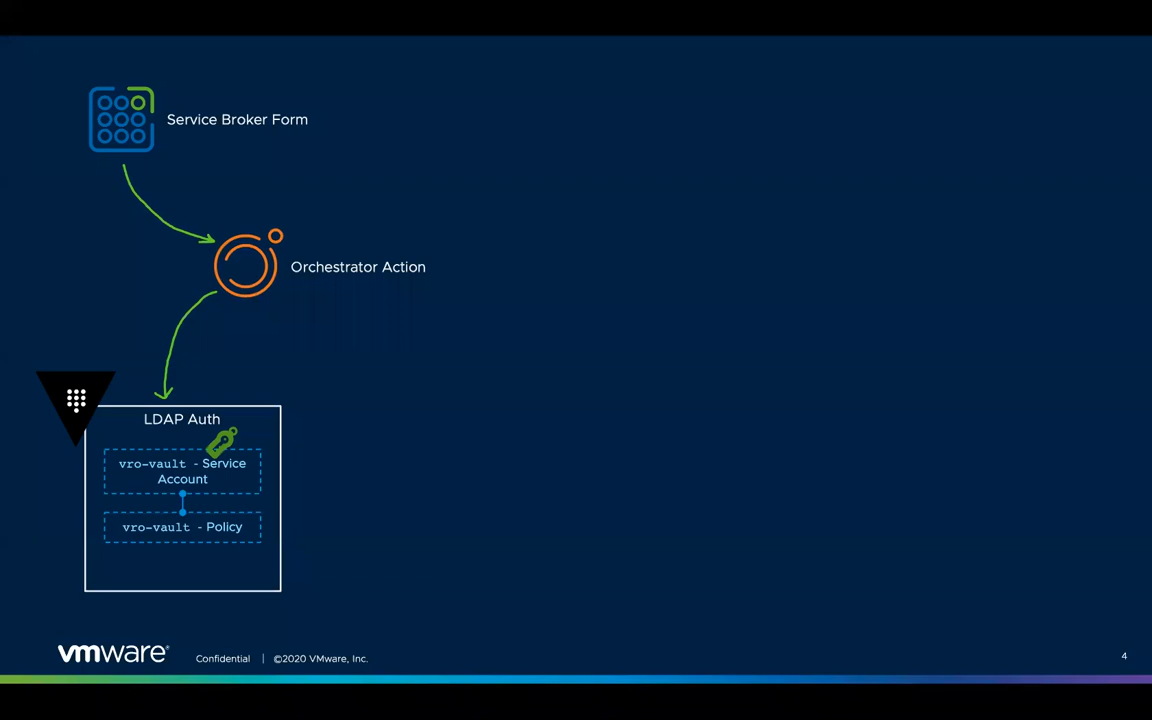 Service Broker Form
Orchestrator Action
LDAP Auth
vro-vault - Service
Account
vro-vault - Policy
vmware®
Confidential | ©2020 VMware, Inc.
4